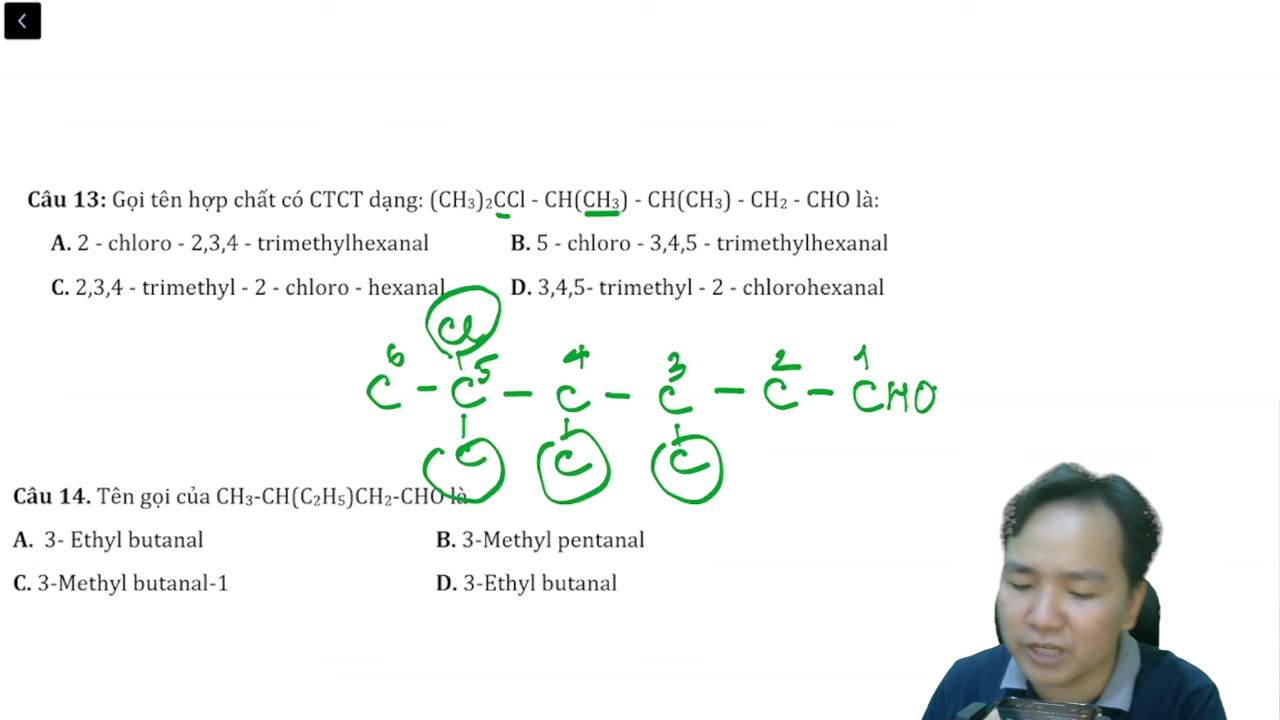 Câu 13: Gọi tên hợp chất có CTCT dạng: (CH₃)₂CCl - CH(CH₃) - CH(CH₃) - CH₂ - CHO là:
A. 2 - chloro - 2,3,4 - trimethylhexanal B. 5 - chloro - 3,4,5 - trimethylhexanal
C. 2,3,4 - trimethyl - 2 - chloro - hexanal D. 3,4,5- trimethyl - 2 - chlorohexanal
Cl
6 5 4 3 2 1
C - C - C - C - C - CHO
C C C
Câu 14. Tên gọi của CH₃-CH(C₂H₅)CH₂-CHO là
A. 3- Ethyl butanal B. 3-Methyl pentanal
C. 3-Methyl butanal-1 D. 3-Ethyl butanal